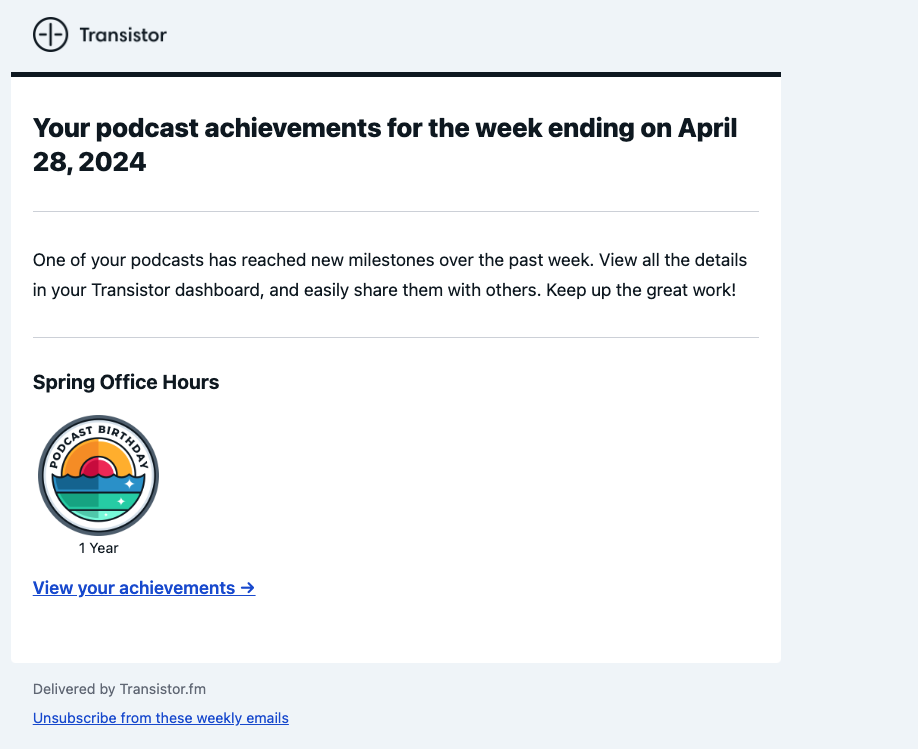 Transistor
Your podcast achievements for the week ending on April
28, 2024
One of your podcasts has reached new milestones over the past week. View all the details
in your Transistor dashboard, and easily share them with others. Keep up the great work!
Spring Office Hours
PODCAST BIRTHDAY
1 Year
View your achievements →
Delivered by Transistor.fm
Unsubscribe from these weekly emails